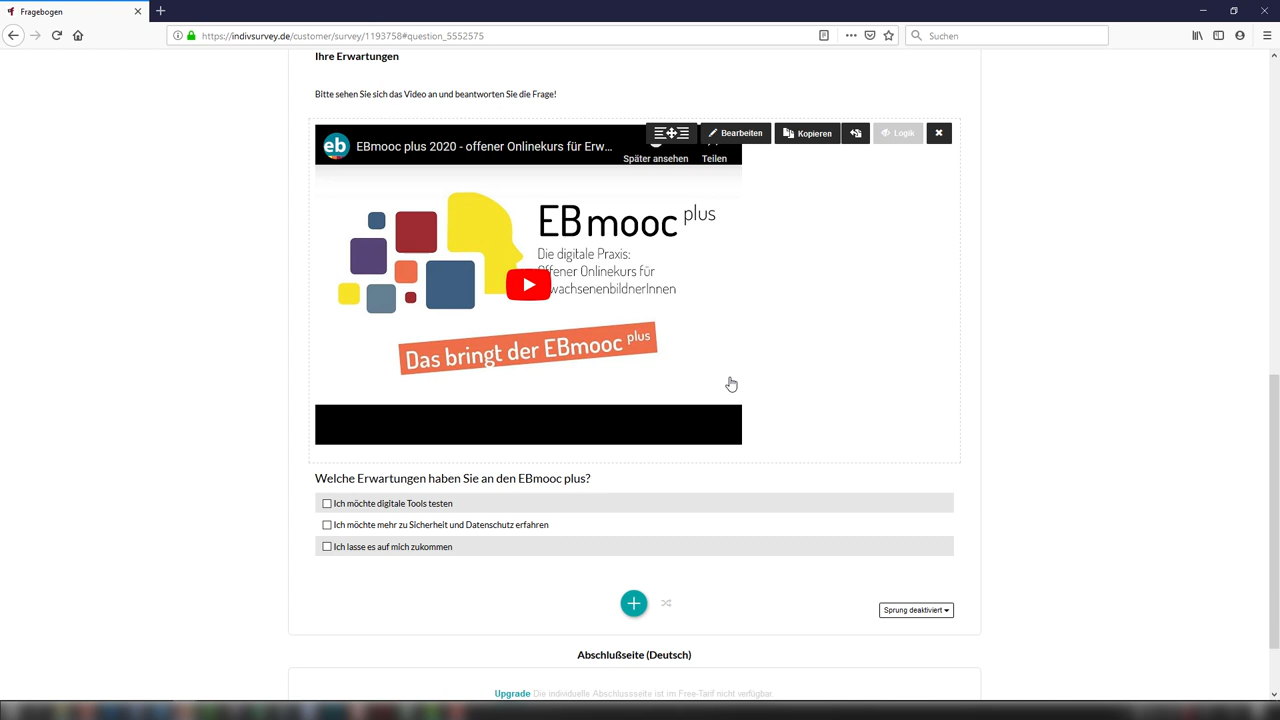 Fragebogen
https://indivsurvey.de/customer/survey/1193758#question_5552575
Suchen
Ihre Erwartungen
Bitte sehen Sie sich das Video an und beantworten Sie die Frage!
Bearbeiten
Kopieren
Logik
eb
EBmooc plus 2020 - offener Onlinekurs für Erw...
Später ansehen
Teilen
EBmooc plus
Die digitale Praxis:
Offener Onlinekurs für
wachsenenbildnerInnen
Das bringt der EBmooc plus
Welche Erwartungen haben Sie an den EBmooc plus?
Ich möchte digitale Tools testen
Ich möchte mehr zu Sicherheit und Datenschutz erfahren
Ich lasse es auf mich zukommen
Sprung deaktiviert
Abschlußseite (Deutsch)
Upgrade Die individuelle Abschlussseite ist im Free-Tarif nicht verfügbar